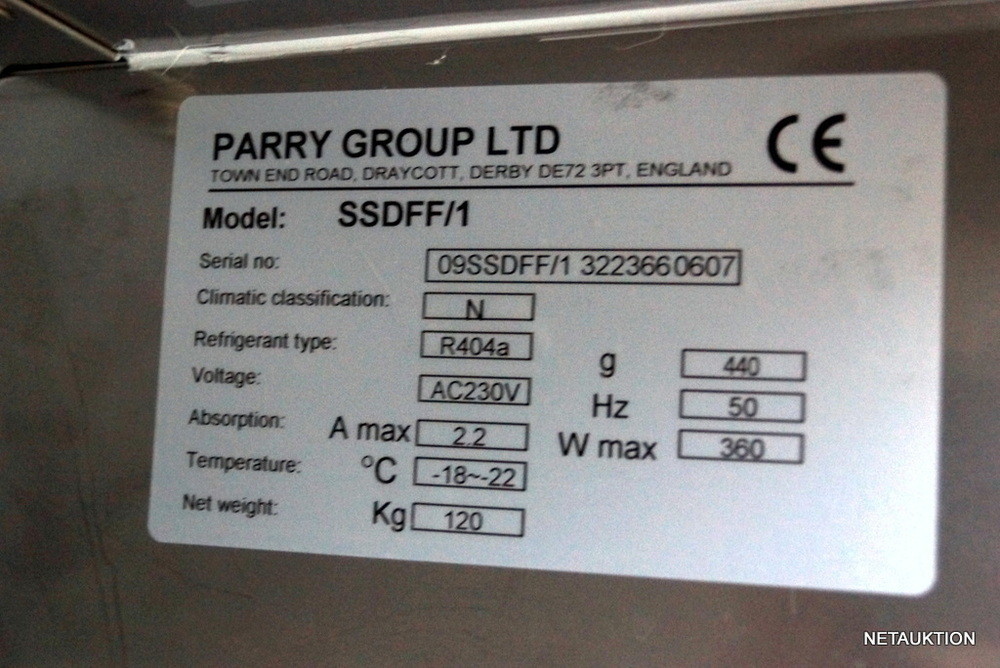 PARRY GROUP LTD CE
TOWN END ROAD, DRAYCOTT, DERBY DE72 3PT, ENGLAND
Model: SSDFF/1
Serial no: 09SSDFF/1 3223660607
Climatic classification: N
Refrigerant type: R404a g 440
Voltage: AC230V Hz 50
Absorption: A max 2.2 W max 360
Temperature: °C -18~-22
Net weight: Kg 120
NETAUKTION